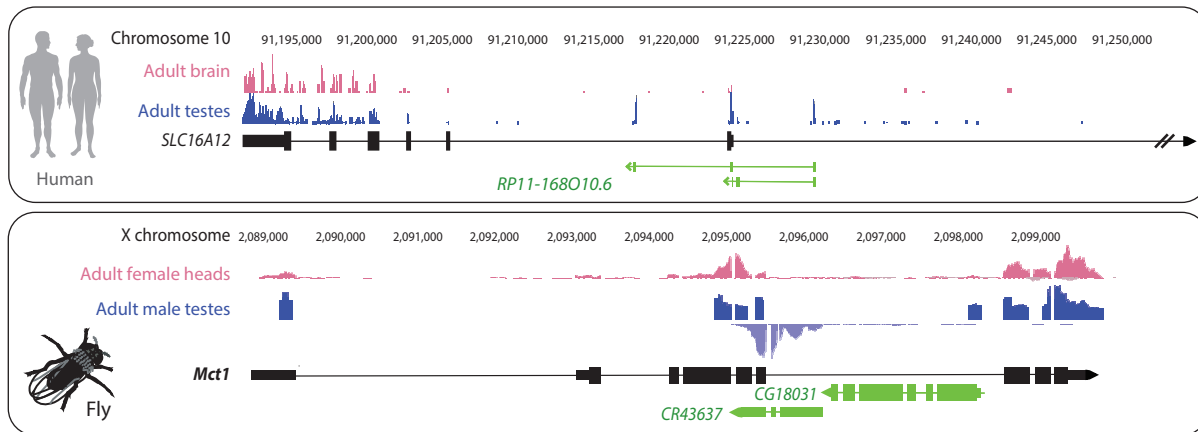 Chromosome 10 91,195,000 91,200,000 91,205,000 91,210,000 91,215,000 91,220,000 91,225,000 91,230,000 91,235,000 91,240,000 91,245,000 91,250,000
Adult brain
Adult testes
SLC16A12
Human
RP11-168O10.6
X chromosome 2,089,000 2,090,000 2,091,000 2,092,000 2,093,000 2,094,000 2,095,000 2,096,000 2,097,000 2,098,000 2,099,000
Adult female heads
Adult male testes
Mct1
CG18031
CR43637
Fly